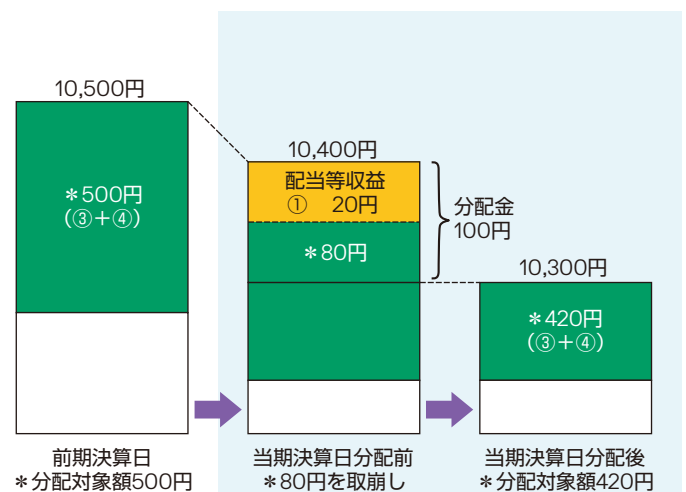 10,500円
＊500円
（③＋④）
前期決算日
＊分配対象額500円
10,400円
配当等収益
① 20円
＊80円
分配金
100円
当期決算日分配前
＊80円を取崩し
10,300円
＊420円
（③＋④）
当期決算日分配後
＊分配対象額420円